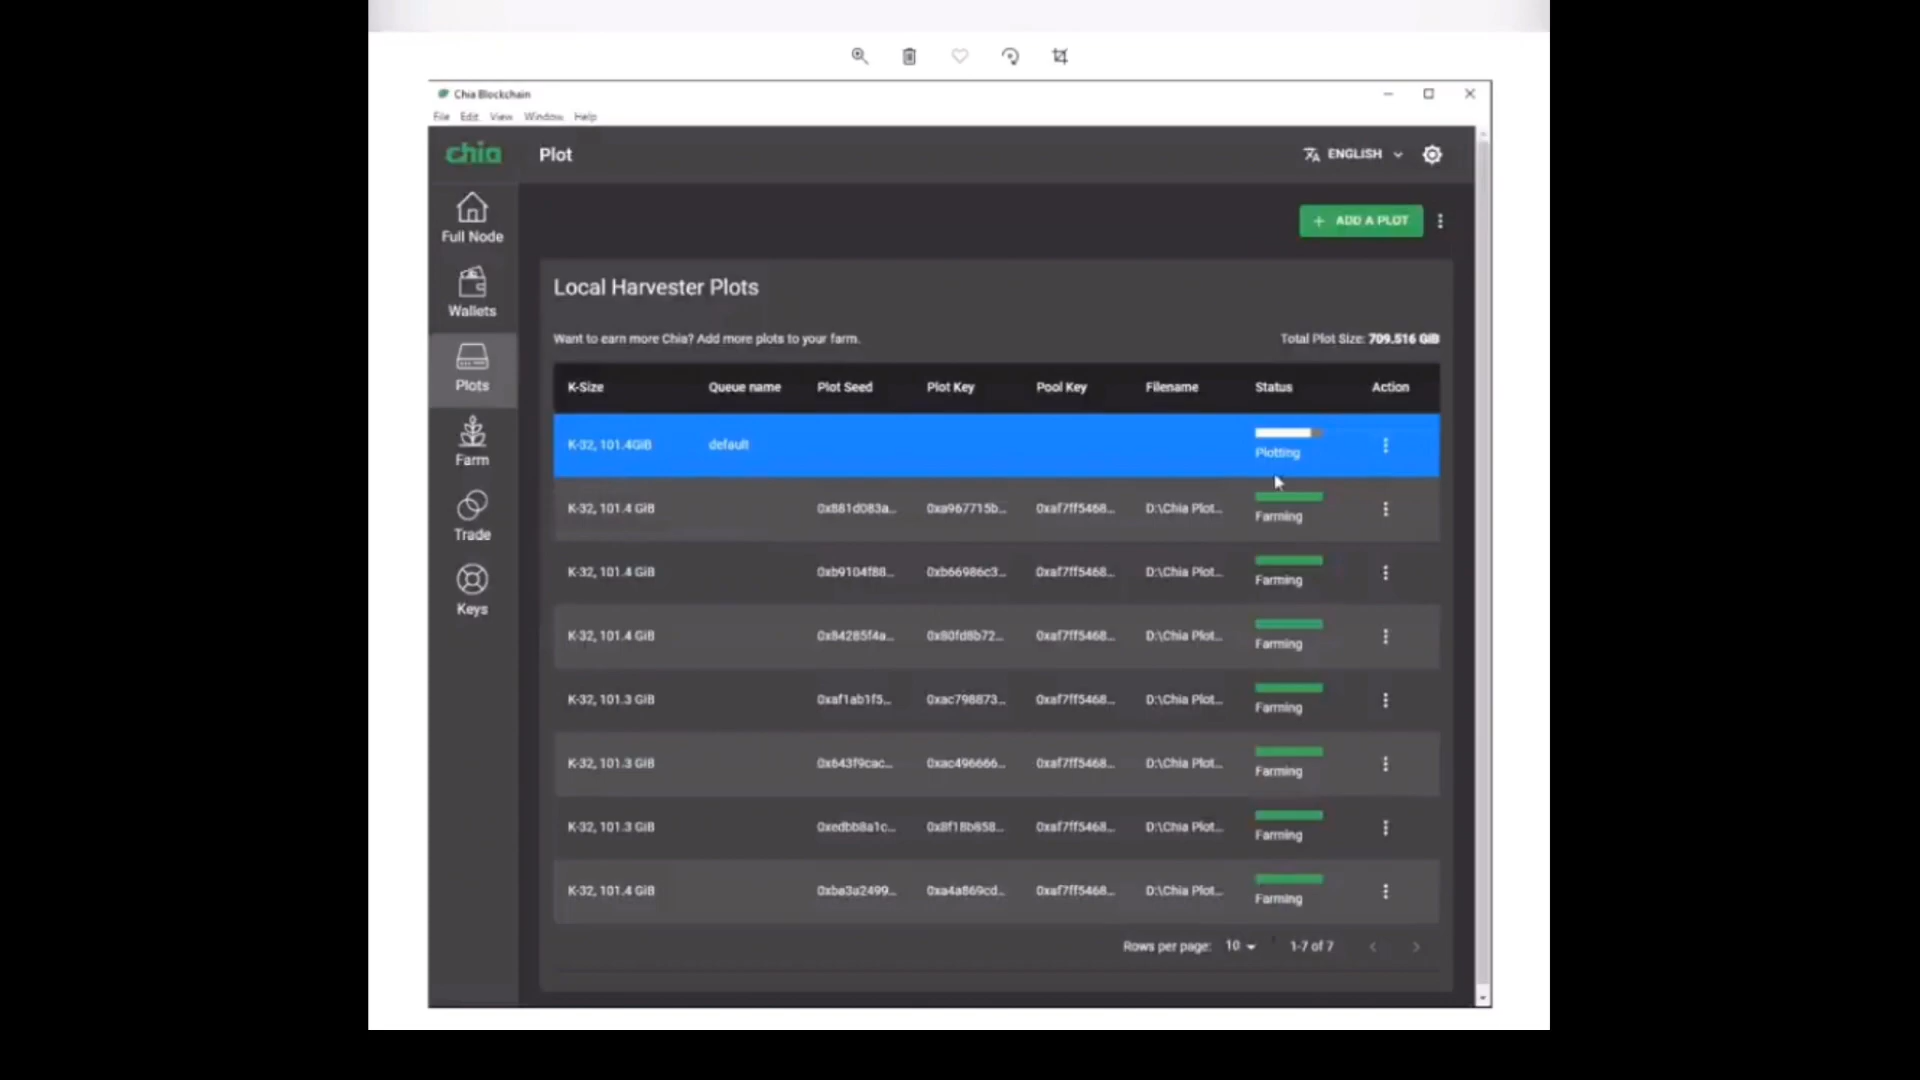 Chia Blockchain
File Edit View Window Help
chia Plot ENGLISH
Full Node
Wallets
Plots
Farm
Trade
Keys
+ ADD A PLOT
Local Harvester Plots
Want to earn more Chia? Add more plots to your farm. Total Plot Size: 709.516 GiB
K-Size Queue name Plot Seed Plot Key Pool Key Filename Status Action
K-32, 101.4GiB default Plotting
K-32, 101.4 GiB 0x881d083a... 0xa967715b... 0xaf7ff5468... D:\Chia Plot... Farming
K-32, 101.4 GiB 0xb9104f88... 0xb66986c3... 0xaf7ff5468... D:\Chia Plot... Farming
K-32, 101.4 GiB 0x84285f4a... 0x80fd8b72... 0xaf7ff5468... D:\Chia Plot... Farming
K-32, 101.3 GiB 0xaf1ab1f5... 0xac798873... 0xaf7ff5468... D:\Chia Plot... Farming
K-32, 101.3 GiB 0x643f9cac... 0xac496666... 0xaf7ff5468... D:\Chia Plot... Farming
K-32, 101.3 GiB 0xedbb8a1c... 0x8f18b858... 0xaf7ff5468... D:\Chia Plot... Farming
K-32, 101.4 GiB 0xba3a2499... 0xa4a869cd... 0xaf7ff5468... D:\Chia Plot... Farming
Rows per page: 10 1-7 of 7